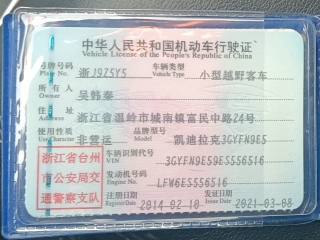 中华人民共和国机动车行驶证
Vehicle License of the People's Republic of China
号牌号码 浙J9Z5Y5 车辆类型 小型越野客车
Plate No. Vehicle Type
所有人 吴韩泰
Owner
住址 浙江省温岭市城南镇富民中路24号
Address
使用性质 非营运 品牌型号 凯迪拉克3GYFN9E5
Use Character Model
浙江省台州 车辆识别代号 3GYFN9E59ES556516
VIN
市公安局交 发动机号码 LFW6ES556516
Engine No.
通警察支队 注册日期 2014-02-18 发证日期 2021-03-08
Register Date Issue Date